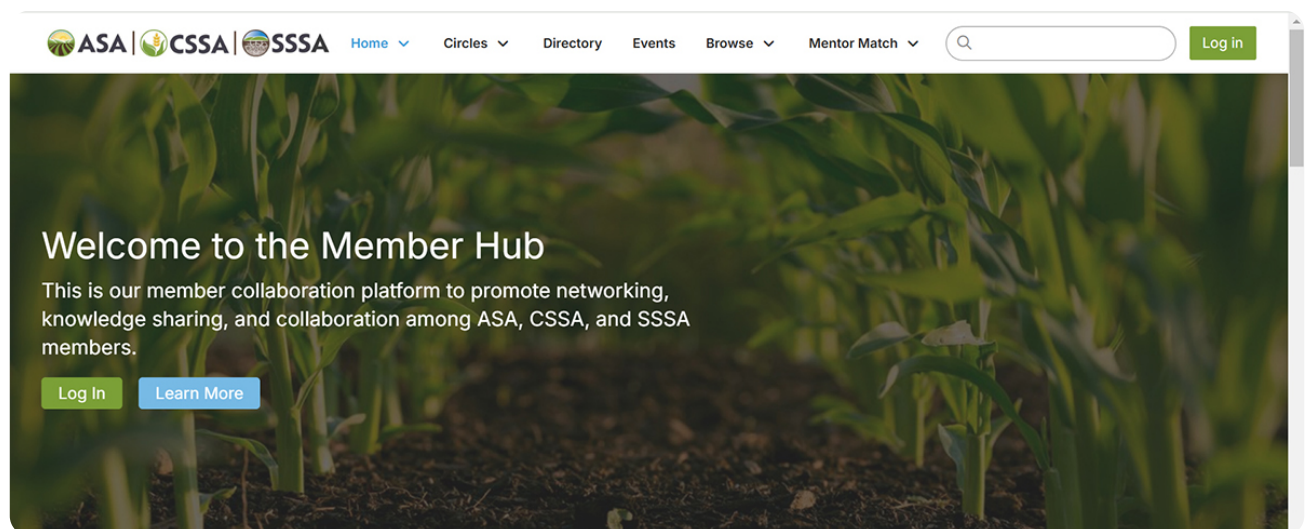 ASA | CSSA | SSSA Home Circles Directory Events Browse Mentor Match Log in
Welcome to the Member Hub
This is our member collaboration platform to promote networking,
knowledge sharing, and collaboration among ASA, CSSA, and SSSA
members.
Log In Learn More